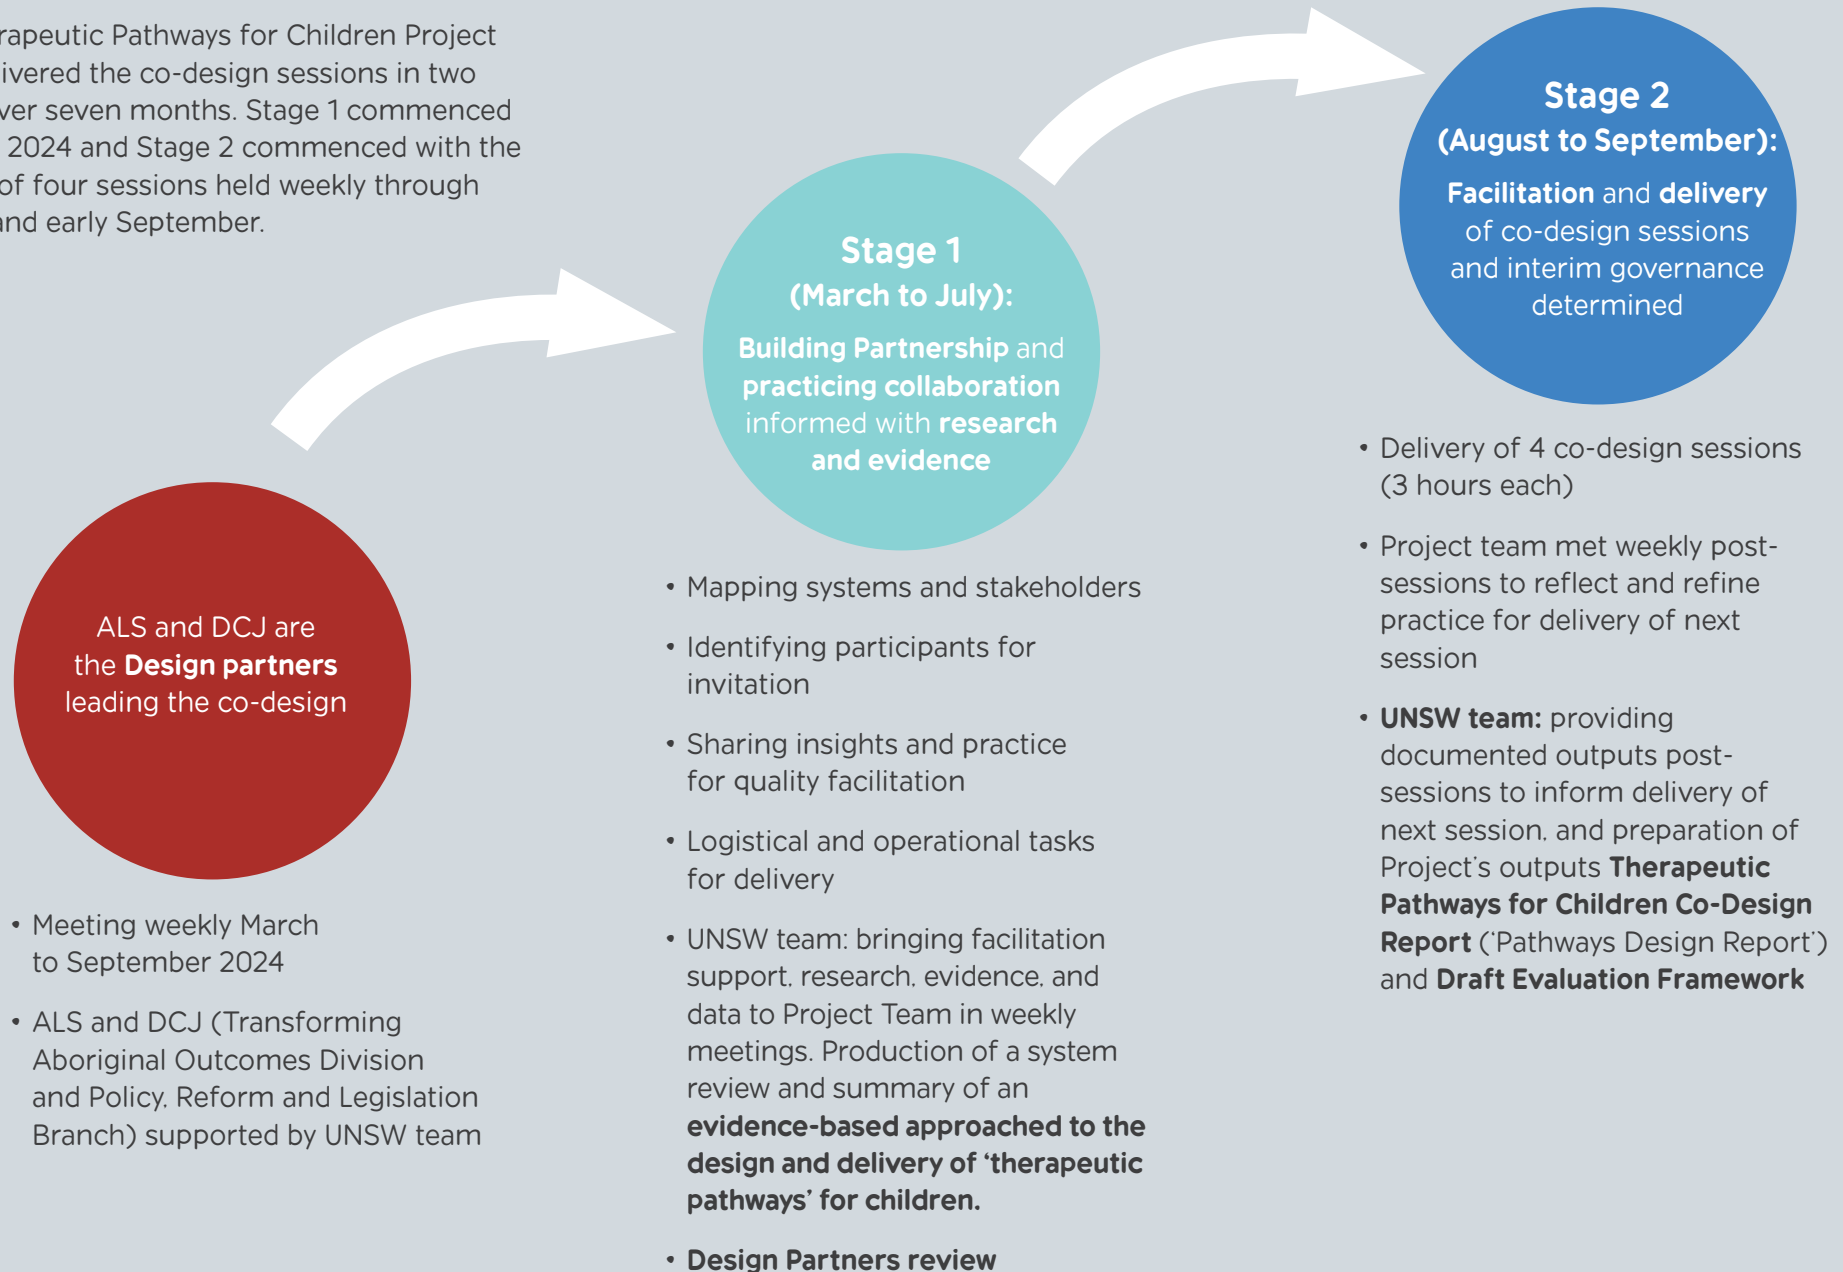 Pathways for Children Project
the co-design sessions in two
seven months. Stage 1 commenced
2024 and Stage 2 commenced with the
of four sessions held weekly through
and early September.
ALS and DCJ are
the Design partners
leading the co-design
• Meeting weekly March
to September 2024
• ALS and DCJ (Transforming
Aboriginal Outcomes Division
and Policy, Reform and Legislation
Branch) supported by UNSW team
Stage 1
(March to July):
Building Partnership and
practicing collaboration
informed with research
and evidence
• Mapping systems and stakeholders
• Identifying participants for
invitation
• Sharing insights and practice
for quality facilitation
• Logistical and operational tasks
for delivery
• UNSW team: bringing facilitation
support, research, evidence, and
data to Project Team in weekly
meetings. Production of a system
review and summary of an
evidence-based approached to the
design and delivery of ‘therapeutic
pathways’ for children.
• Design Partners review
Stage 2
(August to September):
Facilitation and delivery
of co-design sessions
and interim governance
determined
• Delivery of 4 co-design sessions
(3 hours each)
• Project team met weekly post-
sessions to reflect and refine
practice for delivery of next
session
• UNSW team: providing
documented outputs post-
sessions to inform delivery of
next session, and preparation of
Project’s outputs Therapeutic
Pathways for Children Co-Design
Report (‘Pathways Design Report’)
and Draft Evaluation Framework